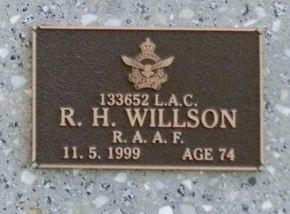 133652 L.A.C.
R. H. WILLSON
R. A. A. F.
11. 5. 1999 AGE 74